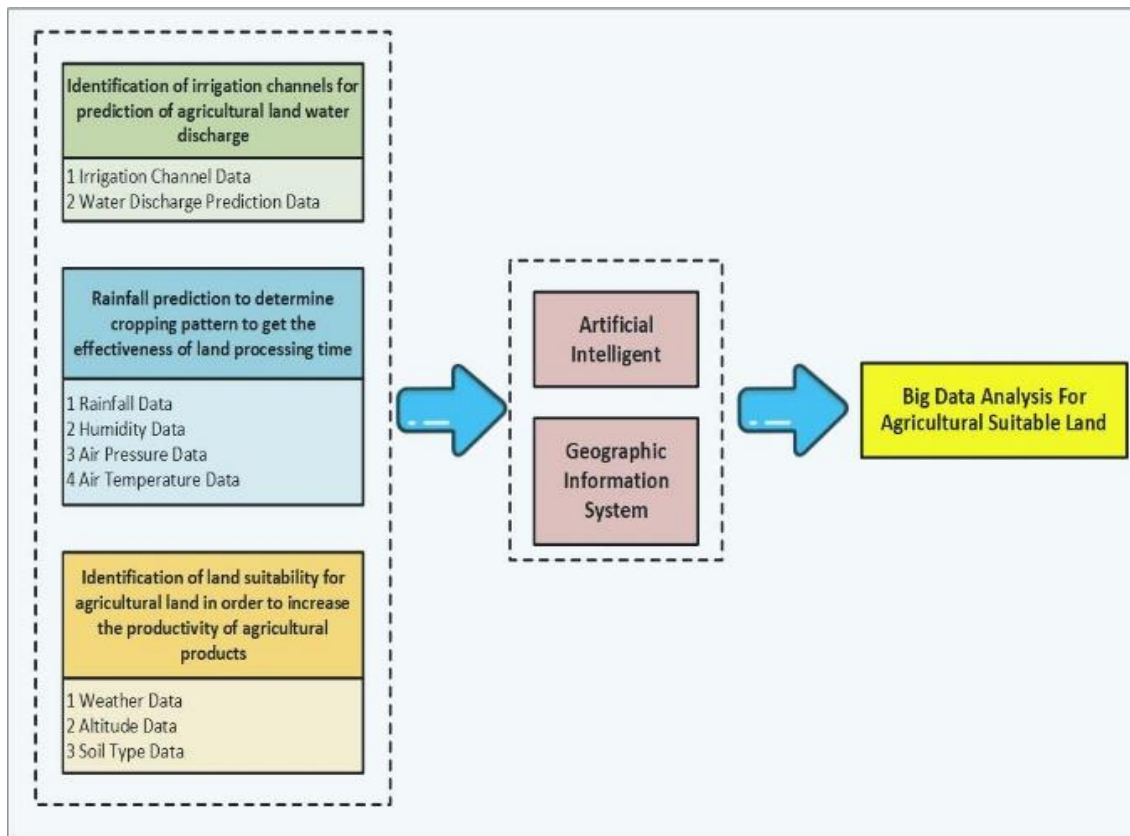 Identification of irrigation channels for
prediction of agricultural land water
discharge
1 Irrigation Channel Data
2 Water Discharge Prediction Data
Rainfall prediction to determine
cropping pattern to get the
effectiveness of land processing time
1 Rainfall Data
2 Humidity Data
3 Air Pressure Data
4 Air Temperature Data
Identification of land suitability for
agricultural land in order to increase
the productivity of agricultural
products
1 Weather Data
2 Altitude Data
3 Soil Type Data
Artificial
Intelligent
Geographic
Information
System
Big Data Analysis For
Agricultural Suitable Land